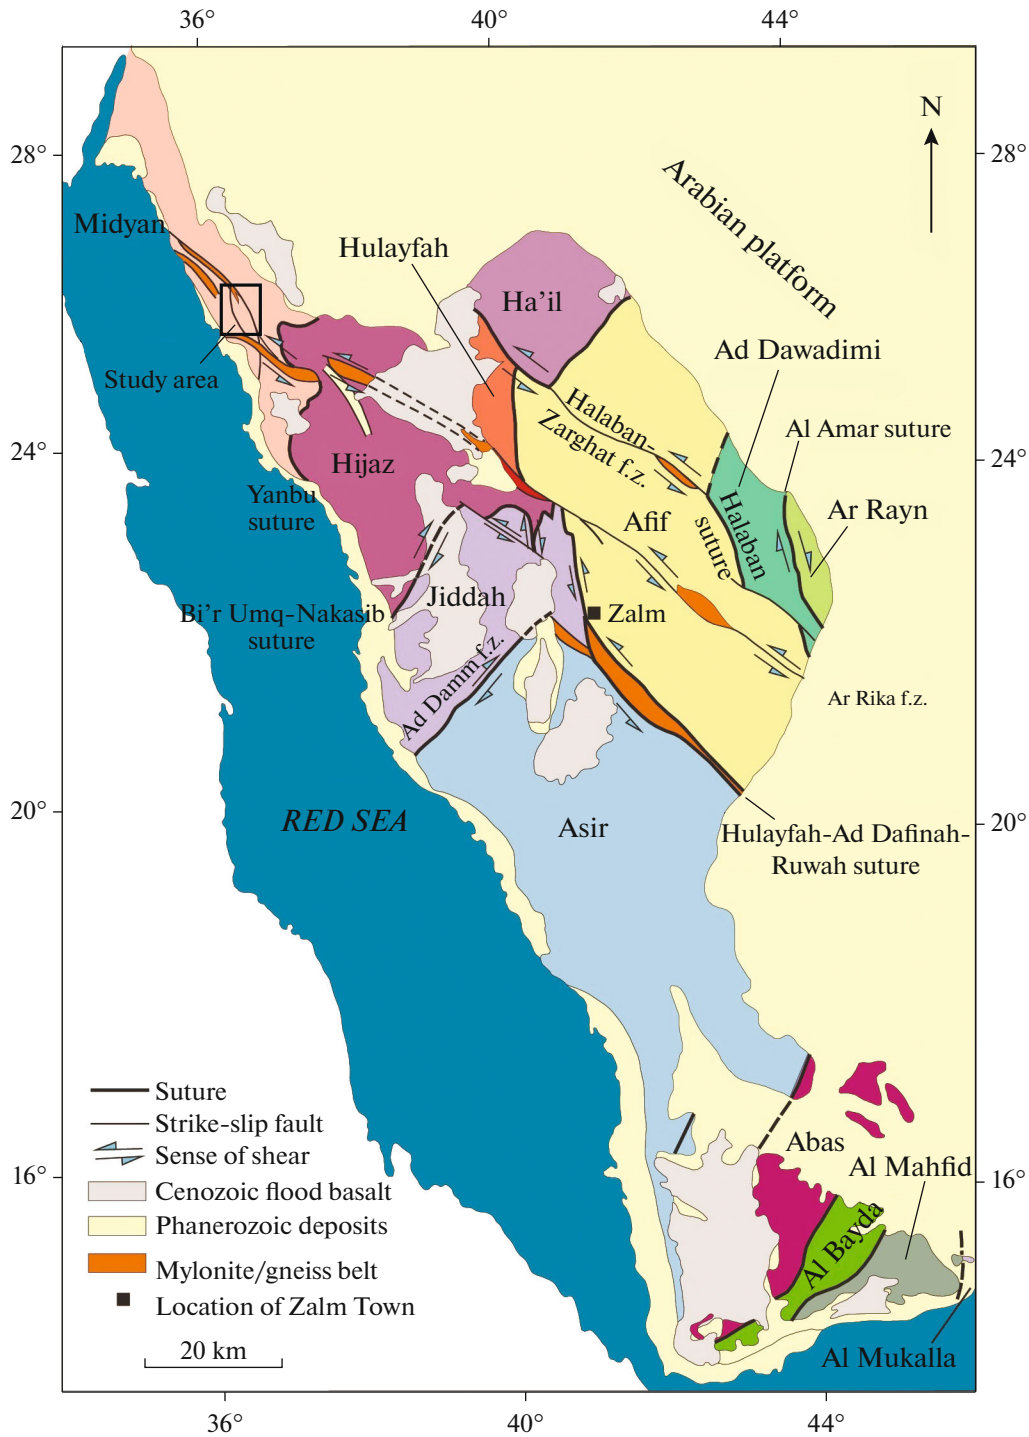 36°
40°
44°
N
28°
28°
Arabian platform
Midyan
Hulayfah
Ha'il
Ad Dawadimi
Study area
Halaban-
Zarghat f.z.
Al Amar suture
24°
24°
Hijaz
Yanbu
suture
Afif
Halaban
suture
Ar Rayn
Jiddah
Zalm
Bi'r Umq-Nakasib
suture
Ad Damm f.z.
Ar Rika f.z.
20°
20°
RED SEA
Asir
Hulayfah-Ad Dafinah-
Ruwah suture
Suture
Strike-slip fault
Sense of shear
Cenozoic flood basalt
Phanerozoic deposits
Mylonite/gneiss belt
Location of Zalm Town
20 km
Abas
Al Mahfid
16°
16°
Al Bayda
Al Mukalla
36°
40°
44°